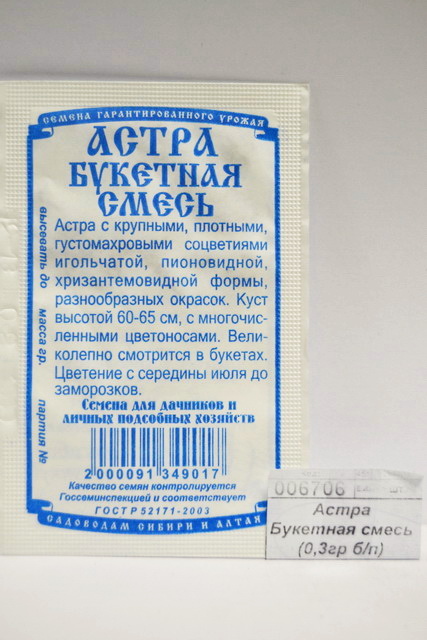 СЕМЕНА ГАРАНТИРОВАННОГО УРОЖАЯ
АСТРА
БУКЕТНАЯ
СМЕСЬ
Астра с крупными, плотными,
густомахровыми соцветиями
игольчатой, пионовидной,
хризантемовидной формы,
разнообразных окрасок. Куст
высотой 60-65 см, с многочис-
ленными цветоносами. Вели-
колепно смотрится в букетах.
Цветение с середины июля до
заморозков.
Семена для дачников и
личных подсобных хозяйств
2000091 349017
Качество семян контролируется
Госсеминспекцией и соответствует
ГОСТ Р 52171-2003
САДОВОДАМ СИБИРИ И АЛТАЯ
высевать до
масса гр.
партия №
006706
Астра
Букетная смесь
(0,3гр б/п)